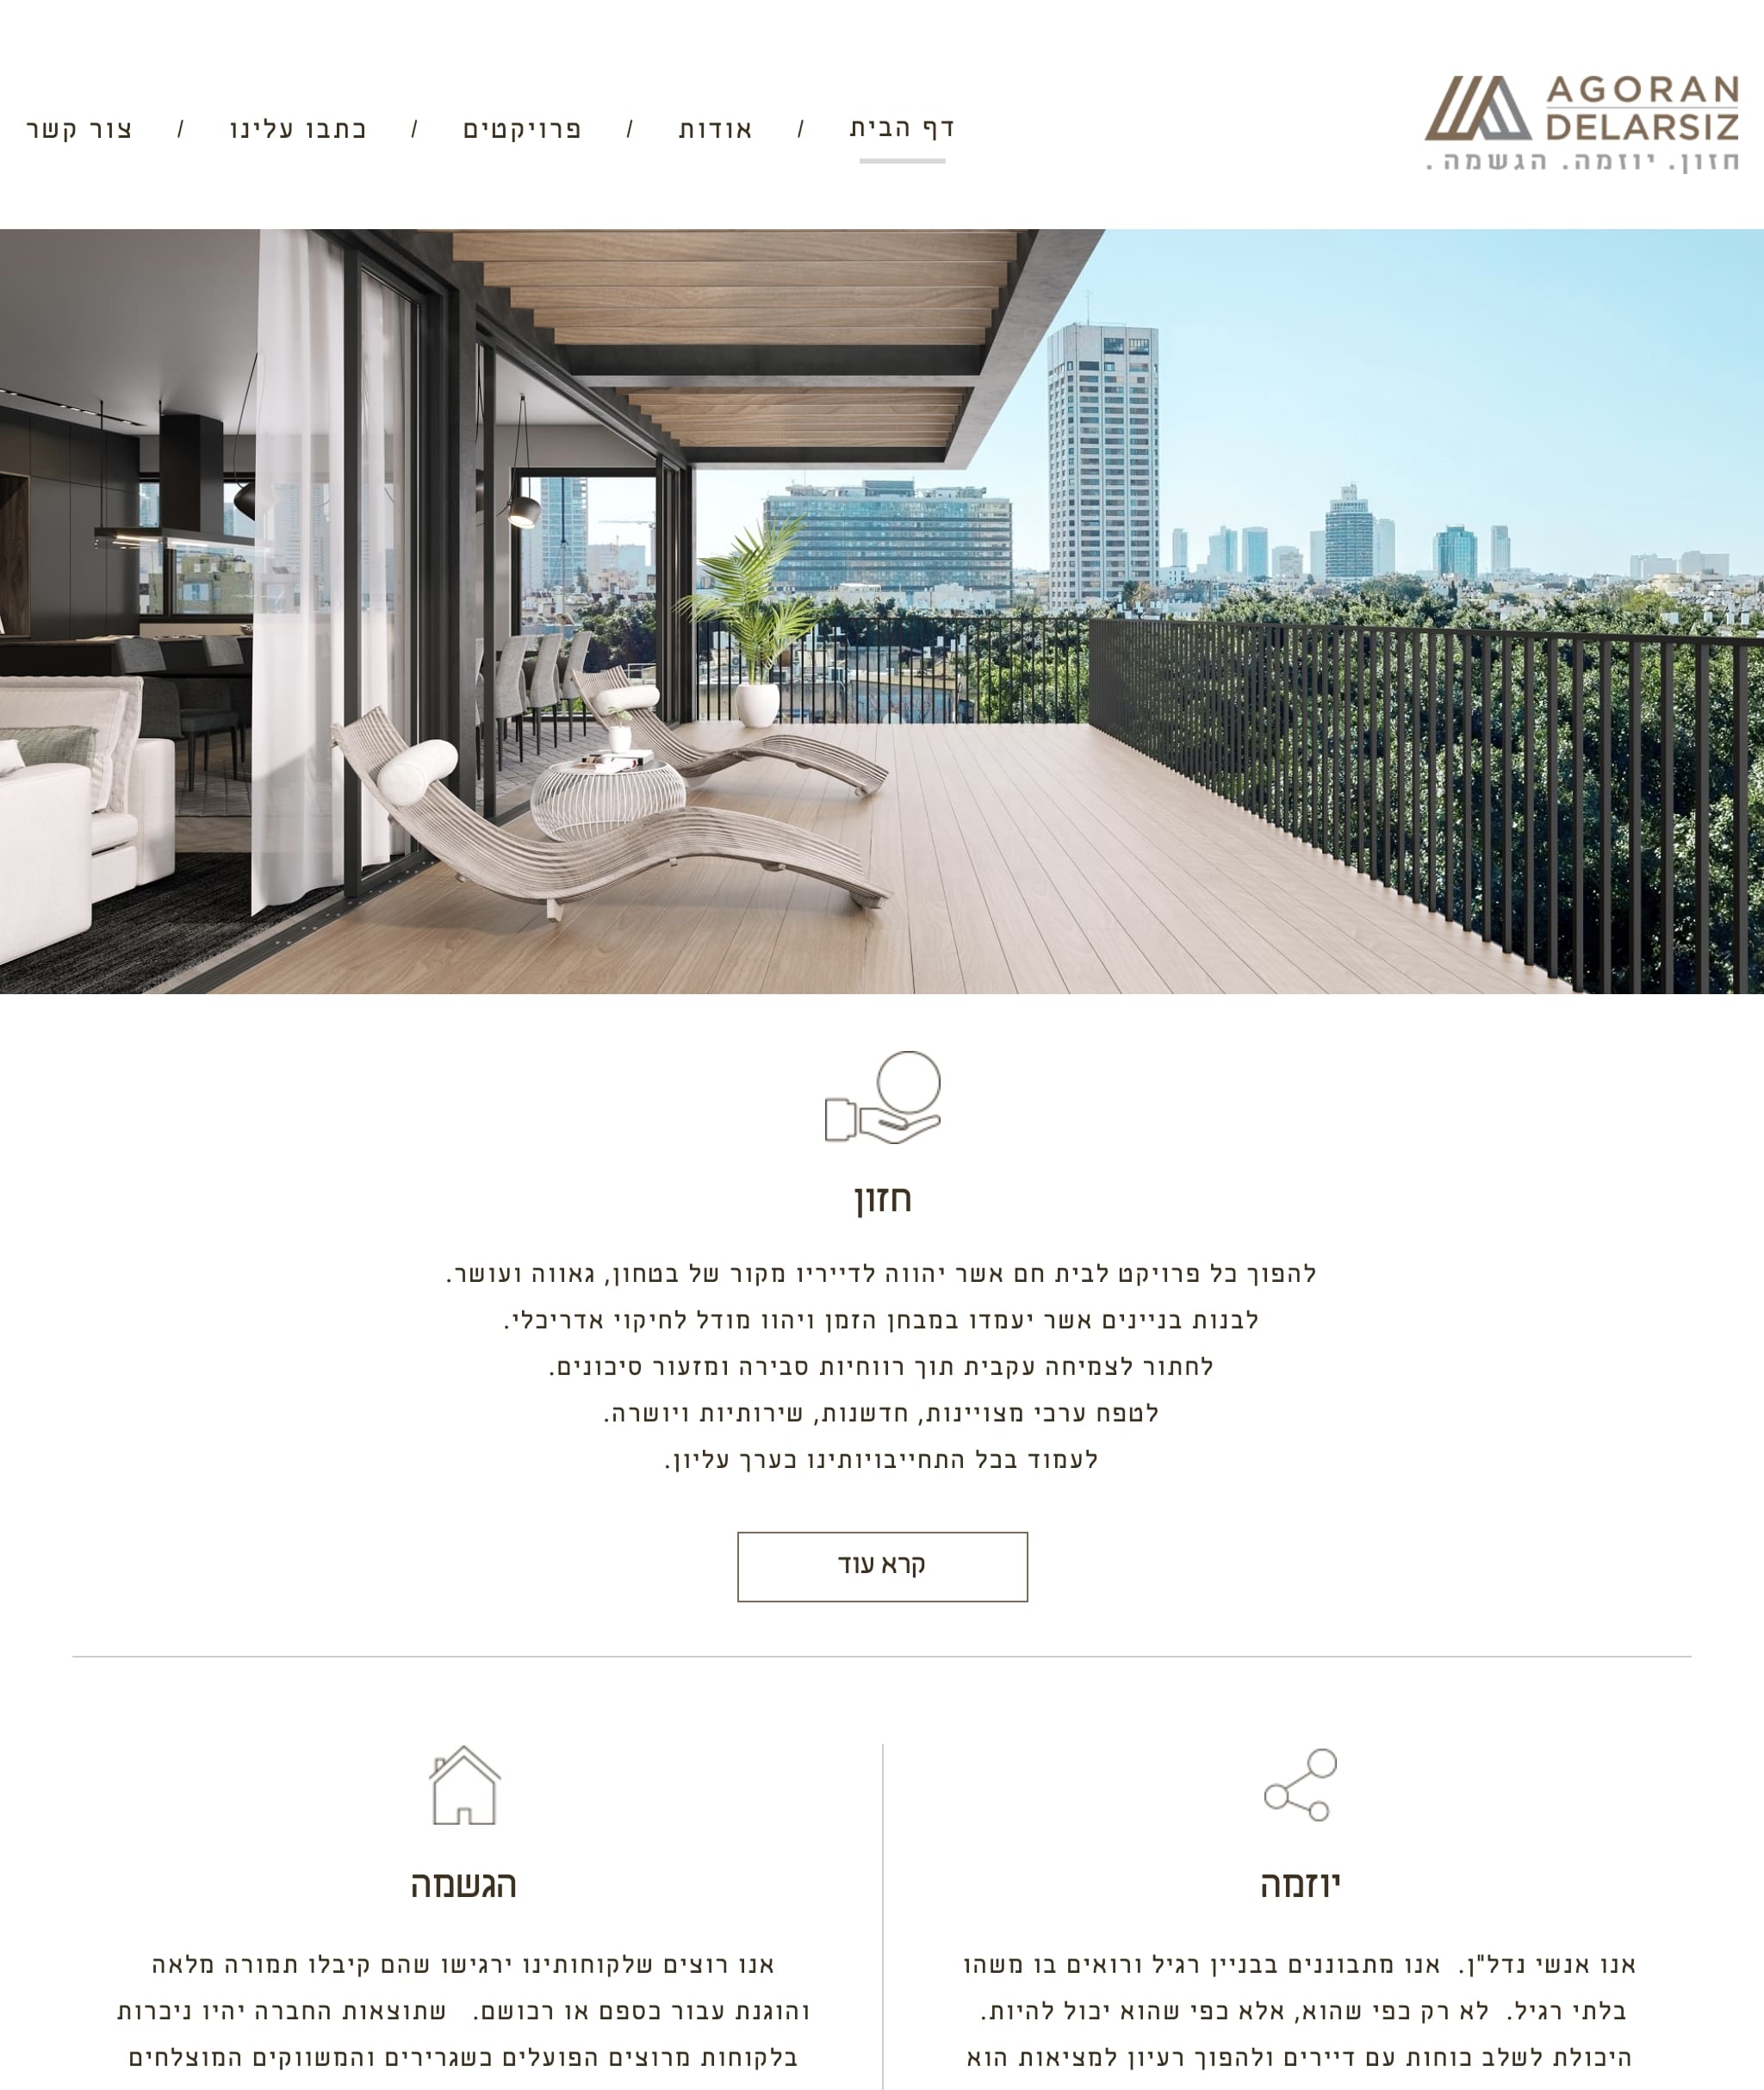 AGORAN
DELARSIZ
חזון. יוזמה. הגשמה.
דף הבית / אודות / פרויקטים / כתבו עלינו / צור קשר
חזון
להפוך כל פרויקט לבית חם אשר יהווה לדייריו מקור של בטחון, גאווה ועושר.
לבנות בניינים אשר יעמדו במבחן הזמן ויהוו מודל לחיקוי אדריכלי.
לחתור לצמיחה עקבית תוך רווחיות סבירה ומזעור סיכונים.
לטפח ערכי מצויינות, חדשנות, שירותיות ויושרה.
לעמוד בכל התחייבויותינו כערך עליון.
קרא עוד
יוזמה
אנו אנשי נדל"ן.  אנו מתבוננים בבניין רגיל ורואים בו משהו
בלתי רגיל.  לא רק כפי שהוא, אלא כפי שהוא יכול להיות.
היכולת לשלב כוחות עם דיירים ולהפוך רעיון למציאות הוא
הגשמה
אנו רוצים שלקוחותינו ירגישו שהם קיבלו תמורה מלאה
והוגנת עבור כספם או רכושם.   שתוצאות החברה יהיו ניכרות
בלקוחות מרוצים הפועלים כשגרירים והמשווקים המוצלחים